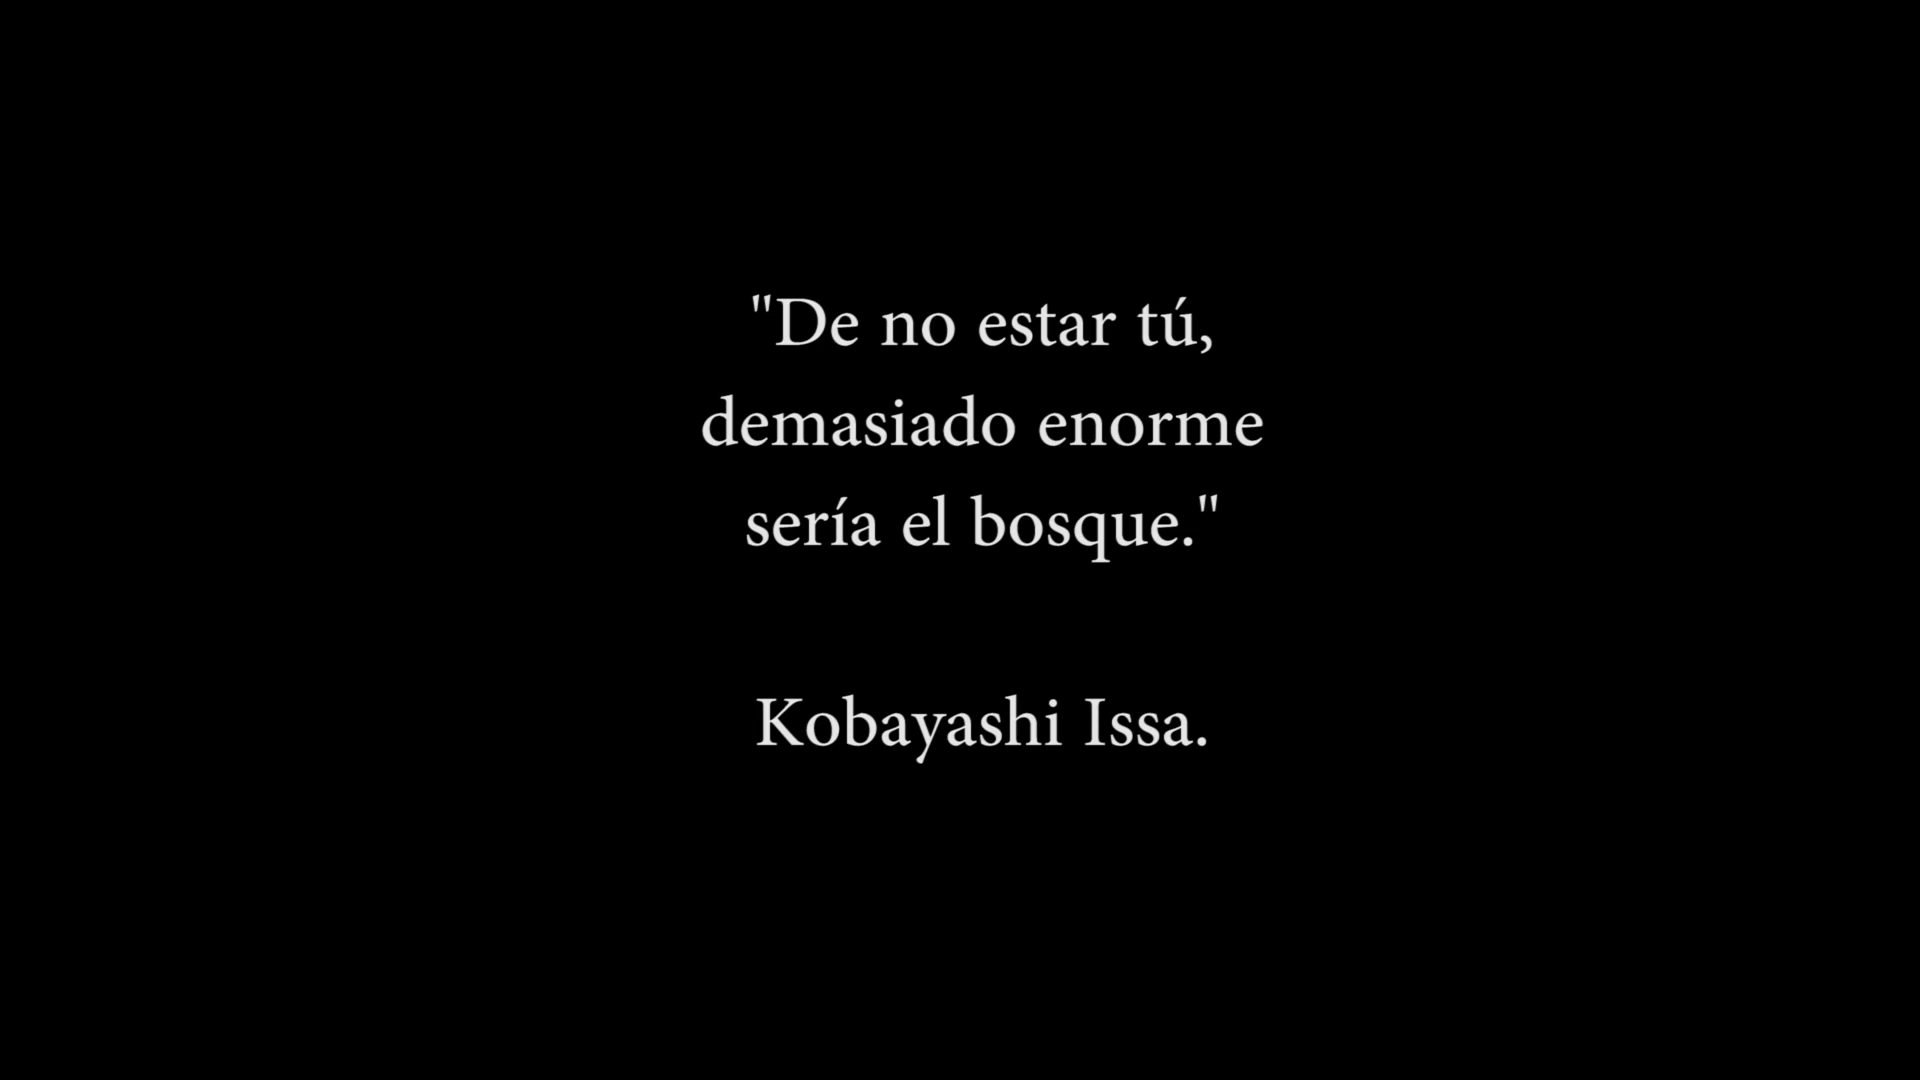 "De no estar tú,
demasiado enorme
sería el bosque."
Kobayashi Issa.